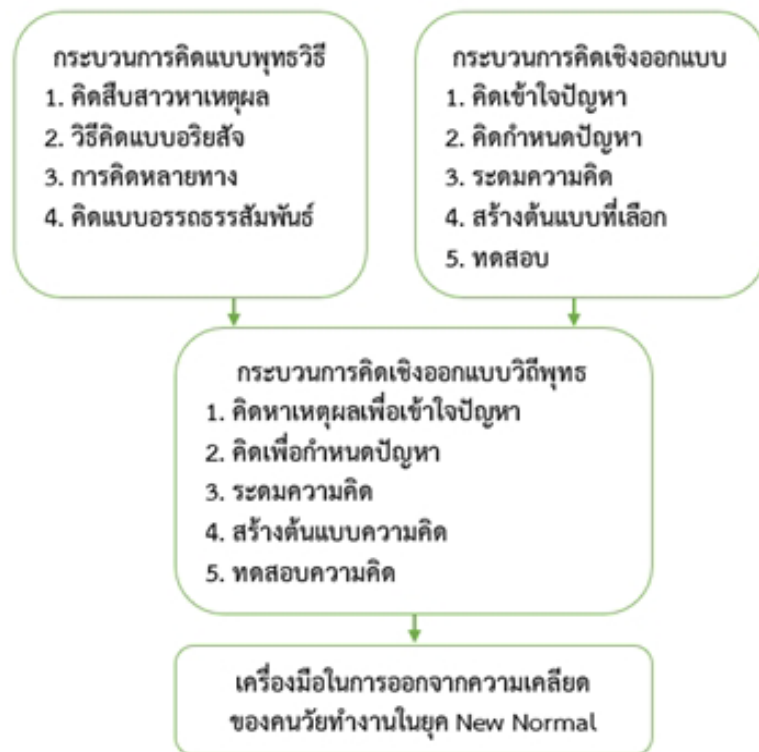 กระบวนการคิดแบบพุทธวิธี
1. คิดสืบสาวหาเหตุผล
2. วิธีคิดแบบอริยสัจ
3. การคิดหลายทาง
4. คิดแบบอรรถธรรสัมพันธ์
กระบวนการคิดเชิงออกแบบ
1. คิดเข้าใจปัญหา
2. คิดกำหนดปัญหา
3. ระดมความคิด
4. สร้างต้นแบบที่เลือก
5. ทดสอบ
กระบวนการคิดเชิงออกแบบวิถีพุทธ
1. คิดหาเหตุผลเพื่อเข้าใจปัญหา
2. คิดเพื่อกำหนดปัญหา
3. ระดมความคิด
4. สร้างต้นแบบความคิด
5. ทดสอบความคิด
เครื่องมือในการออกจากความเคลียด
ของคนวัยทำงานในยุค New Normal